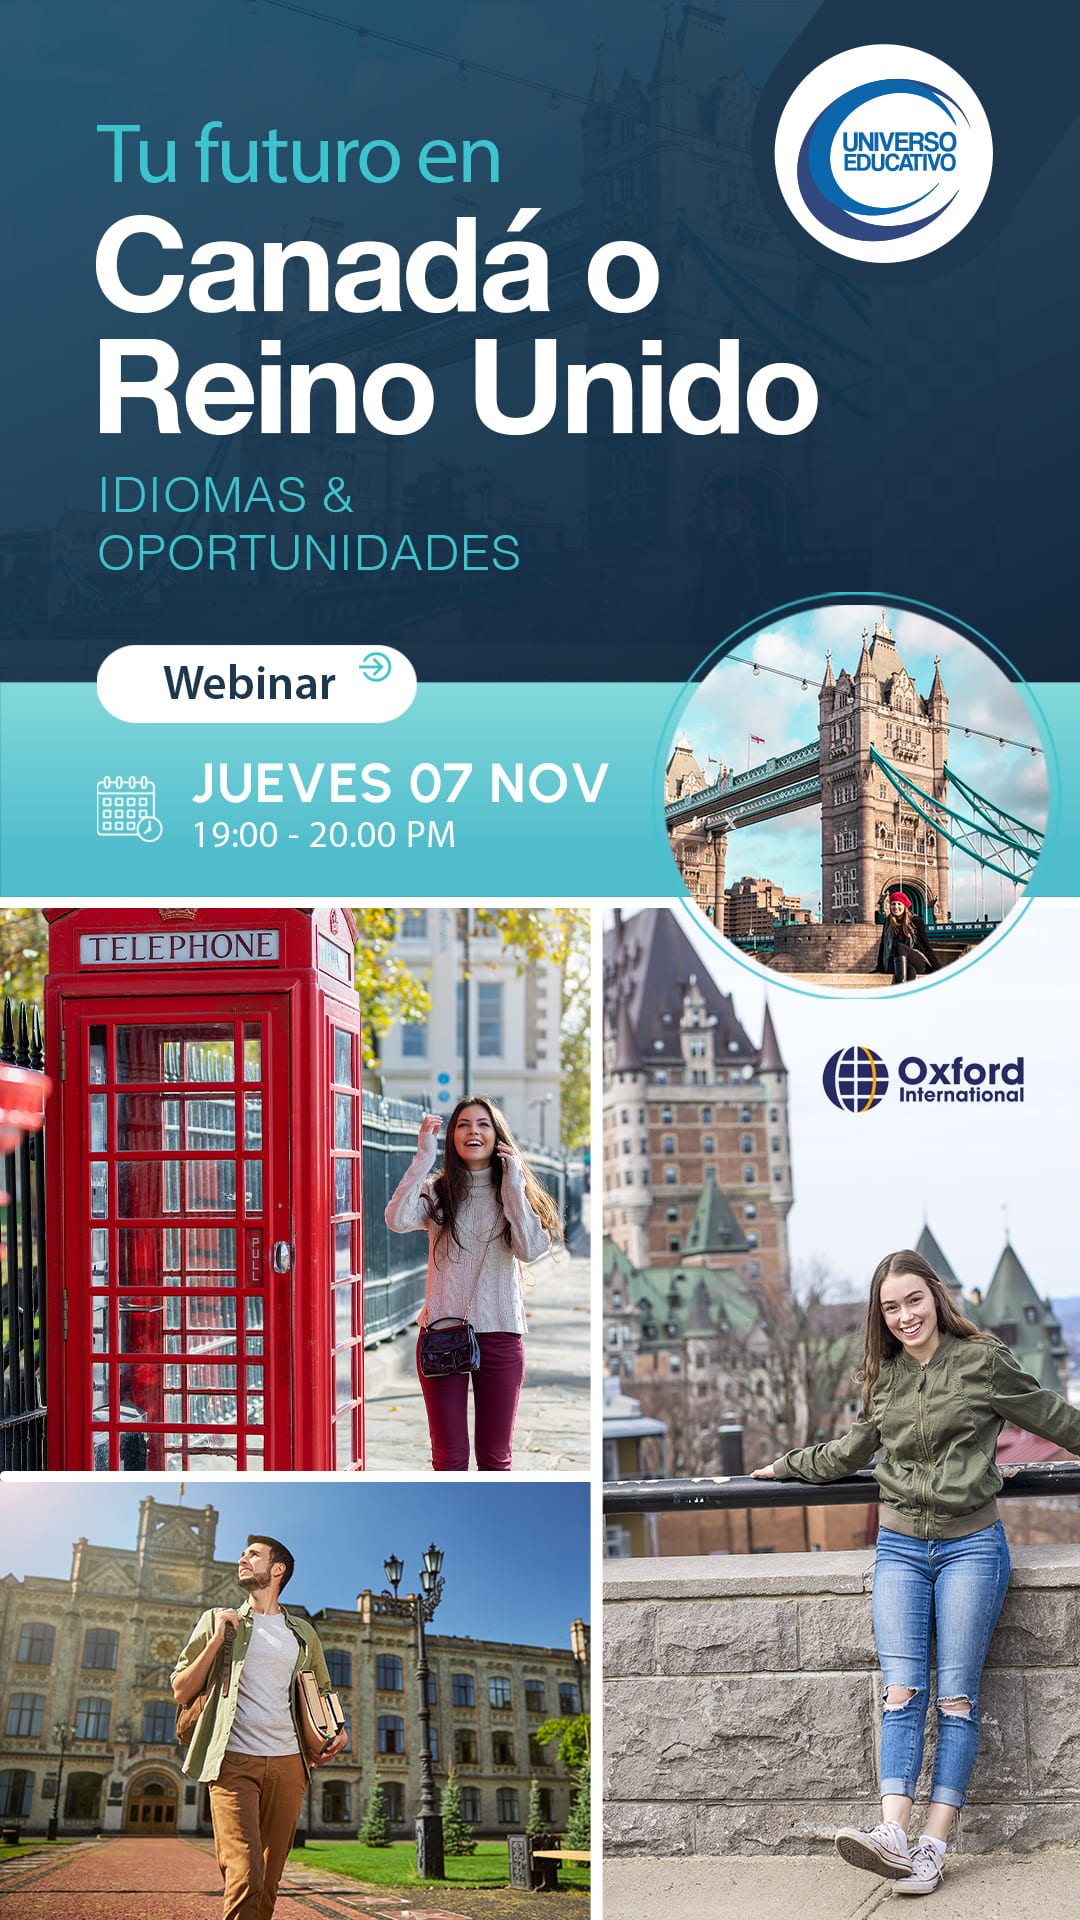 UNIVERSO
EDUCATIVO
Tu futuro en
Canadá o
Reino Unido
IDIOMAS &
OPORTUNIDADES
Webinar
JUEVES 07 NOV
19:00 - 20.00 PM
TELEPHONE
PULL
Oxford
International